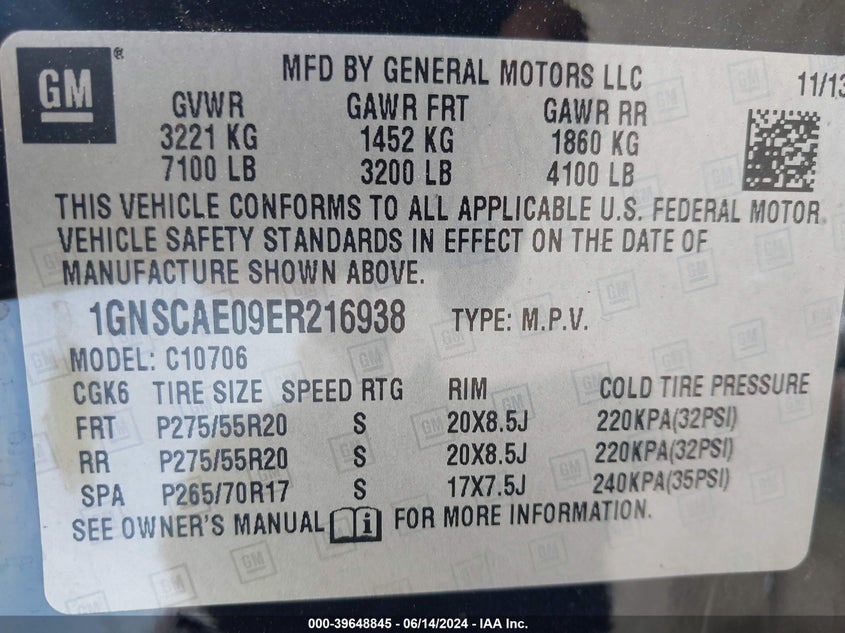 GM ®
MFD BY GENERAL MOTORS LLC 11/13
GVWR GAWR FRT GAWR RR
3221 KG 1452 KG 1860 KG
7100 LB 3200 LB 4100 LB
THIS VEHICLE CONFORMS TO ALL APPLICABLE U.S. FEDERAL MOTOR
VEHICLE SAFETY STANDARDS IN EFFECT ON THE DATE OF
MANUFACTURE SHOWN ABOVE.
1GNSCAE09ER216938 TYPE: M.P.V.
MODEL: C10706
CGK6 TIRE SIZE SPEED RTG RIM COLD TIRE PRESSURE
FRT P275/55R20 S 20X8.5J 220KPA(32PSI)
RR P275/55R20 S 20X8.5J 220KPA(32PSI)
SPA P265/70R17 S 17X7.5J 240KPA(35PSI)
SEE OWNER'S MANUAL i FOR MORE INFORMATION.
000-39648845 - 06/14/2024 - IAA Inc.